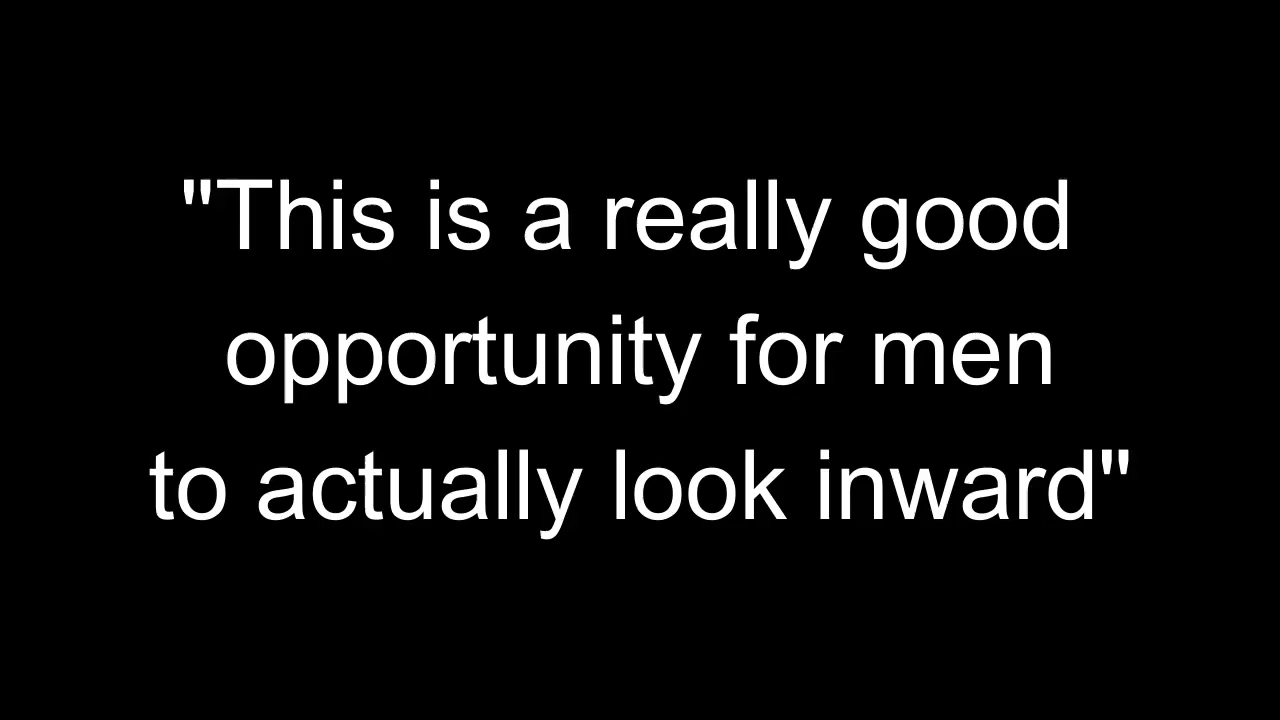 "This is a really good
opportunity for men
to actually look inward"